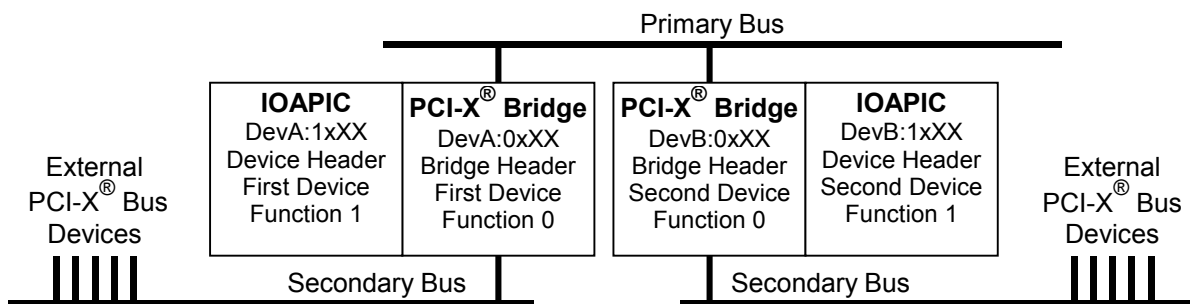 Primary Bus
IOAPIC
DevA:1xXX
Device Header
First Device
Function 1
PCI-X® Bridge
DevA:0xXX
Bridge Header
First Device
Function 0
PCI-X® Bridge
DevB:0xXX
Bridge Header
Second Device
Function 0
IOAPIC
DevB:1xXX
Device Header
Second Device
Function 1
External
PCI-X® Bus
Devices
External
PCI-X® Bus
Devices
Secondary Bus
Secondary Bus